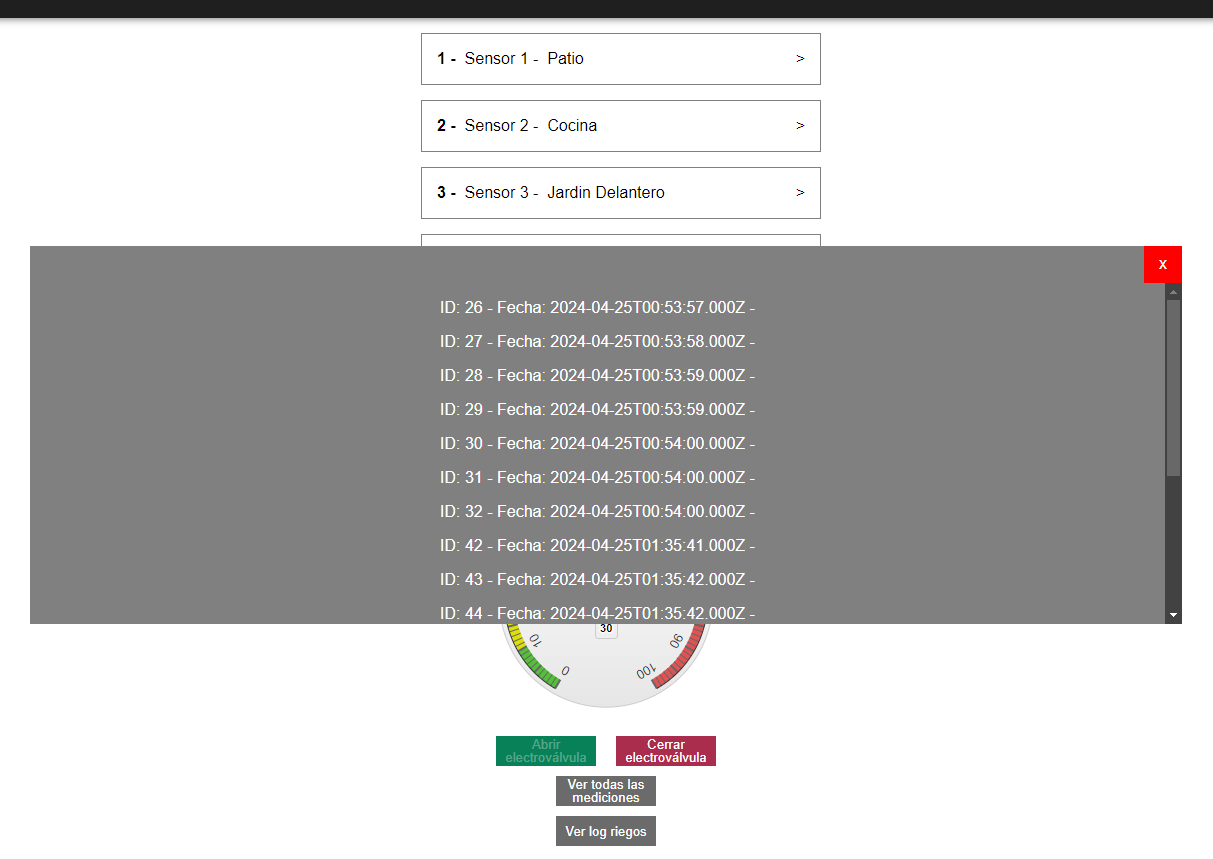 1 - Sensor 1 - Patio >
2 - Sensor 2 - Cocina >
3 - Sensor 3 - Jardin Delantero >
X
ID: 26 - Fecha: 2024-04-25T00:53:57.000Z -
ID: 27 - Fecha: 2024-04-25T00:53:58.000Z -
ID: 28 - Fecha: 2024-04-25T00:53:59.000Z -
ID: 29 - Fecha: 2024-04-25T00:53:59.000Z -
ID: 30 - Fecha: 2024-04-25T00:54:00.000Z -
ID: 31 - Fecha: 2024-04-25T00:54:00.000Z -
ID: 32 - Fecha: 2024-04-25T00:54:00.000Z -
ID: 42 - Fecha: 2024-04-25T01:35:41.000Z -
ID: 43 - Fecha: 2024-04-25T01:35:42.000Z -
ID: 44 - Fecha: 2024-04-25T01:35:42.000Z -
30
10
90
0
100
Abrir
electroválvula
Cerrar
electroválvula
Ver todas las
mediciones
Ver log riegos